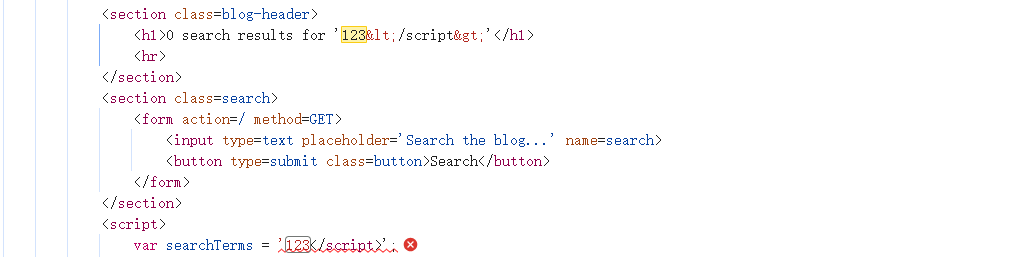 <section class=blog-header>
<h1>0 search results for '123&lt;/script&gt;'</h1>
<hr>
</section>
<section class=search>
<form action=/ method=GET>
<input type=text placeholder='Search the blog...' name=search>
<button type=submit class=button>Search</button>
</form>
</section>
<script>
var searchTerms = '123</script>';